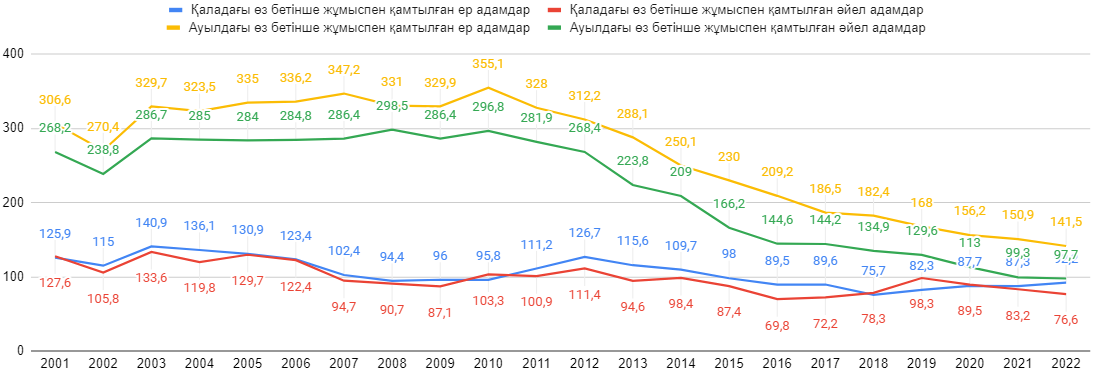 Қаладағы өз бетінше жұмыспен қамтылған ер адамдар Қаладағы өз бетінше жұмыспен қамтылған әйел адамдар
Ауылдағы өз бетінше жұмыспен қамтылған ер адамдар Ауылдағы өз бетінше жұмыспен қамтылған әйел адамдар
400
300
200
100
0
306,6 270,4 329,7 323,5 335 336,2 347,2 331 329,9 355,1 328 312,2 288,1 250,1 230 209,2 186,5 182,4 168 156,2 150,9 141,5
268,2 238,8 286,7 285 284 284,8 286,4 298,5 286,4 296,8 281,9 268,4 223,8 209 166,2 144,6 144,2 134,9 129,6 113 99,3 97,7
125,9 115 140,9 136,1 130,9 123,4 102,4 94,4 96 95,8 111,2 126,7 115,6 109,7 98 89,5 89,6 75,7 82,3 87,7 87,3
127,6 105,8 133,6 119,8 129,7 122,4 94,7 90,7 87,1 103,3 100,9 111,4 94,6 98,4 87,4 69,8 72,2 78,3 98,3 89,5 83,2 76,6
2001 2002 2003 2004 2005 2006 2007 2008 2009 2010 2011 2012 2013 2014 2015 2016 2017 2018 2019 2020 2021 2022